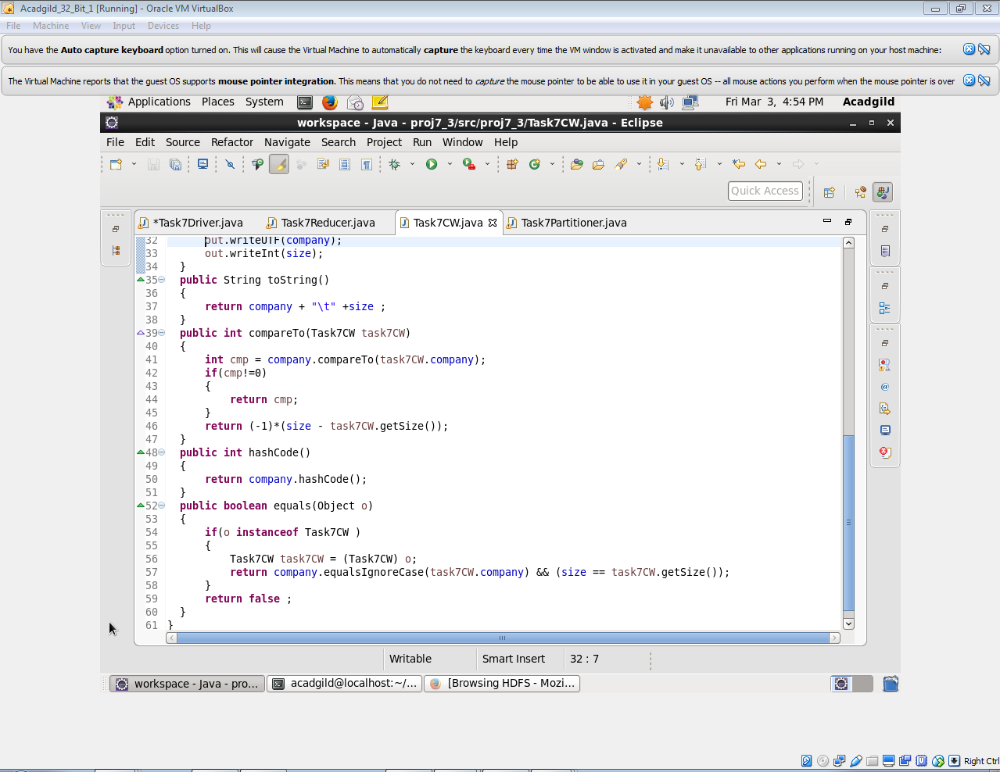 Acadgild_32_Bit_1 [Running] - Oracle VM VirtualBox
File Machine View Input Devices Help
You have the Auto capture keyboard option turned on. This will cause the Virtual Machine to automatically capture the keyboard every time the VM window is activated and make it unavailable to other applications running on your host machine:
The Virtual Machine reports that the guest OS supports mouse pointer integration. This means that you do not need to capture the mouse pointer to be able to use it in your guest OS -- all mouse actions you perform when the mouse pointer is over
Applications Places System Fri Mar 3, 4:54 PM Acadgild
workspace - Java - proj7_3/src/proj7_3/Task7CW.java - Eclipse
File Edit Source Refactor Navigate Search Project Run Window Help
Quick Access
*Task7Driver.java Task7Reducer.java Task7CW.java Task7Partitioner.java
32 out.writeUTF(company);
33 out.writeInt(size);
34 }
35 public String toString()
36 {
37 return company + "\t" +size ;
38 }
39 public int compareTo(Task7CW task7CW)
40 {
41 int cmp = company.compareTo(task7CW.company);
42 if(cmp!=0)
43 {
44 return cmp;
45 }
46 return (-1)*(size - task7CW.getSize());
47 }
48 public int hashCode()
49 {
50 return company.hashCode();
51 }
52 public boolean equals(Object o)
53 {
54 if(o instanceof Task7CW )
55 {
56 Task7CW task7CW = (Task7CW) o;
57 return company.equalsIgnoreCase(task7CW.company) && (size == task7CW.getSize());
58 }
59 return false ;
60 }
61 }
Writable Smart Insert 32 : 7
workspace - Java - pro... acadgild@localhost:~/... [Browsing HDFS - Mozi...
Right Ctrl